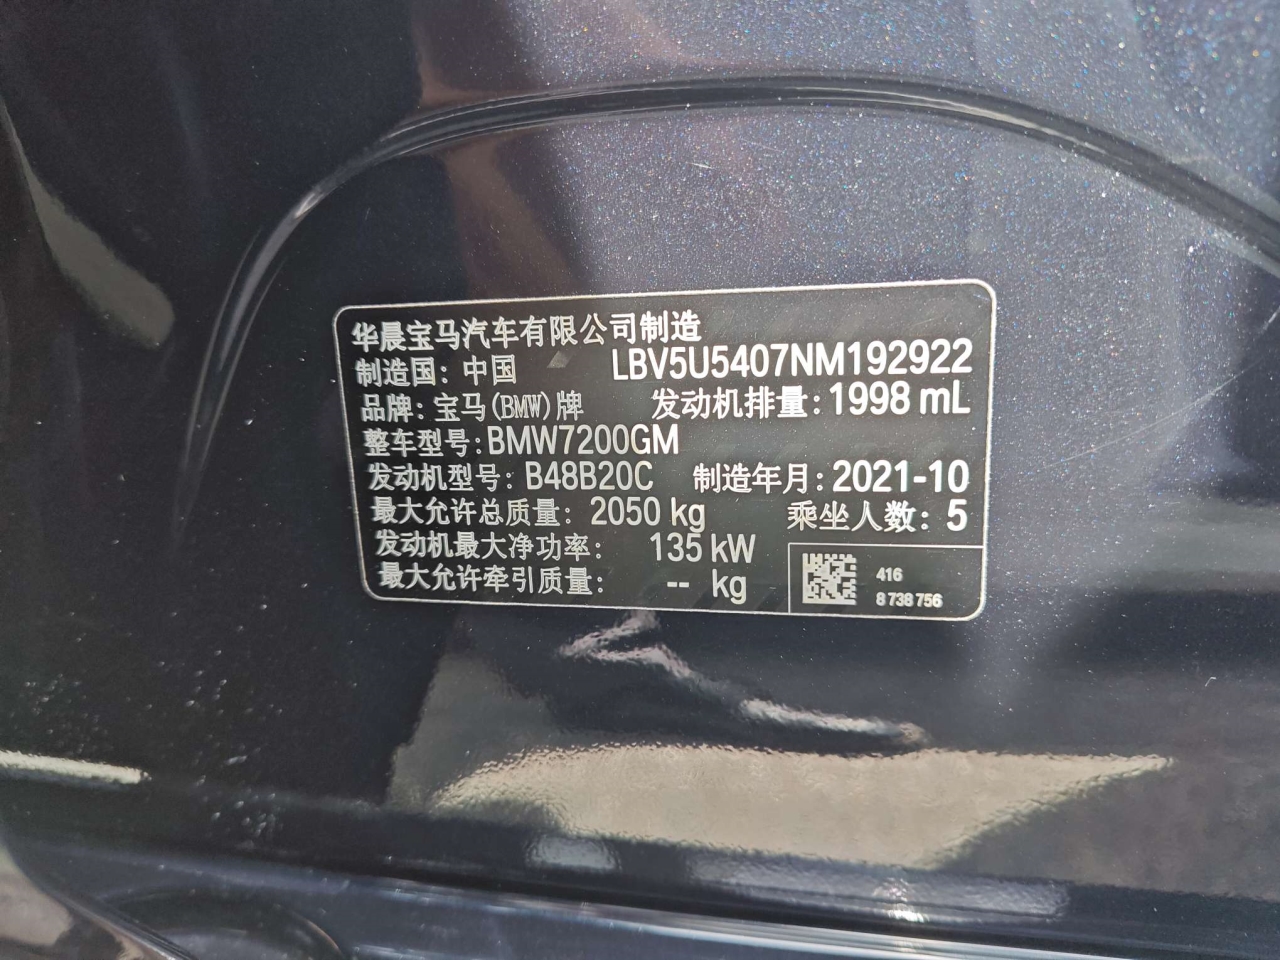 华晨宝马汽车有限公司制造
制造国：中国 LBV5U5407NM192922
品牌：宝马(BMW)牌 发动机排量：1998 mL
整车型号：BMW7200GM
发动机型号：B48B20C 制造年月：2021-10
最大允许总质量：2050 kg 乘坐人数：5
发动机最大净功率：135 kW
最大允许牵引质量：-- kg
416
8 738 756